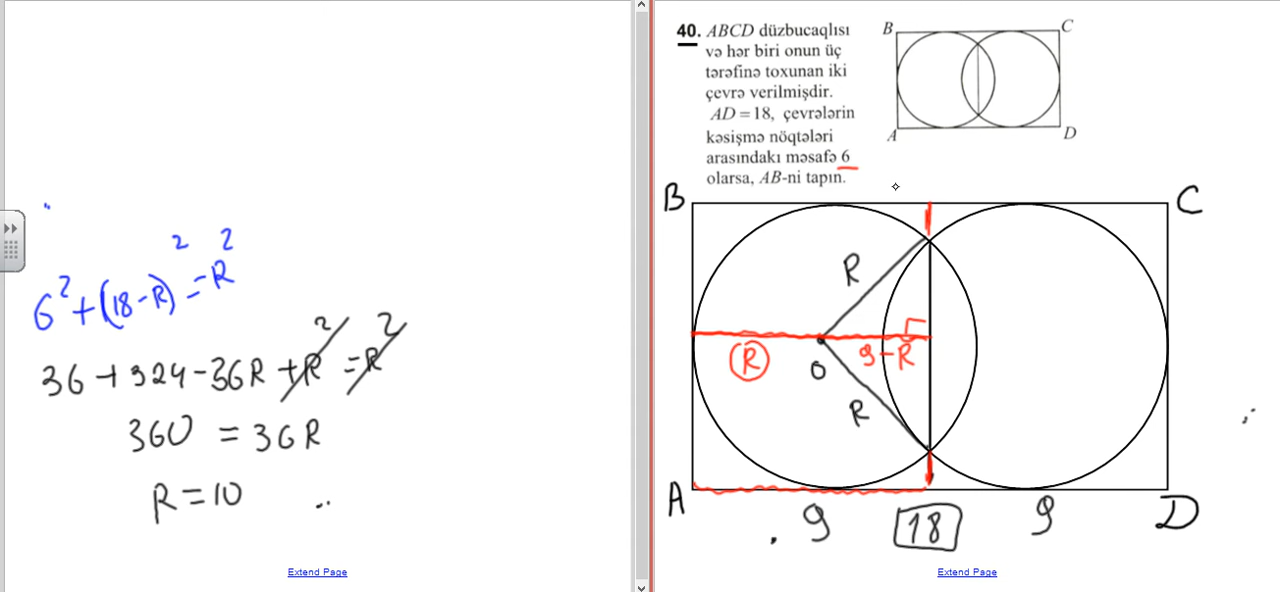 6² + (18 - R)² = R²
36 + 324 - 36R + R² = R²
360 = 36R
R = 10
Extend Page
40. ABCD düzbucaqlısı
və hər biri onun üç
tərəfinə toxunan iki
çevrə verilmişdir.
AD = 18, çevrələrin
kəsişmə nöqtələri
arasındakı məsafə 6
olarsa, AB-ni tapın.
B C
A D
B C
R
R 9 - R
O
R
A D
9 18 9
Extend Page